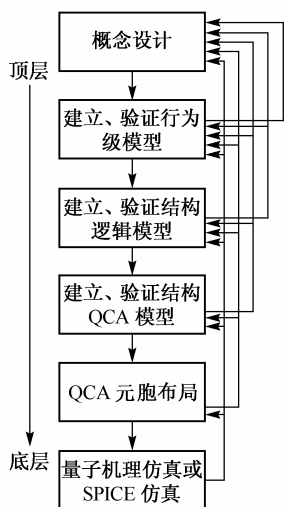 概念设计
顶层
建立、验证行为
级模型
建立、验证结构
逻辑模型
建立、验证结构
QCA 模型
QCA 元胞布局
底层
量子机理仿真或
SPICE 仿真